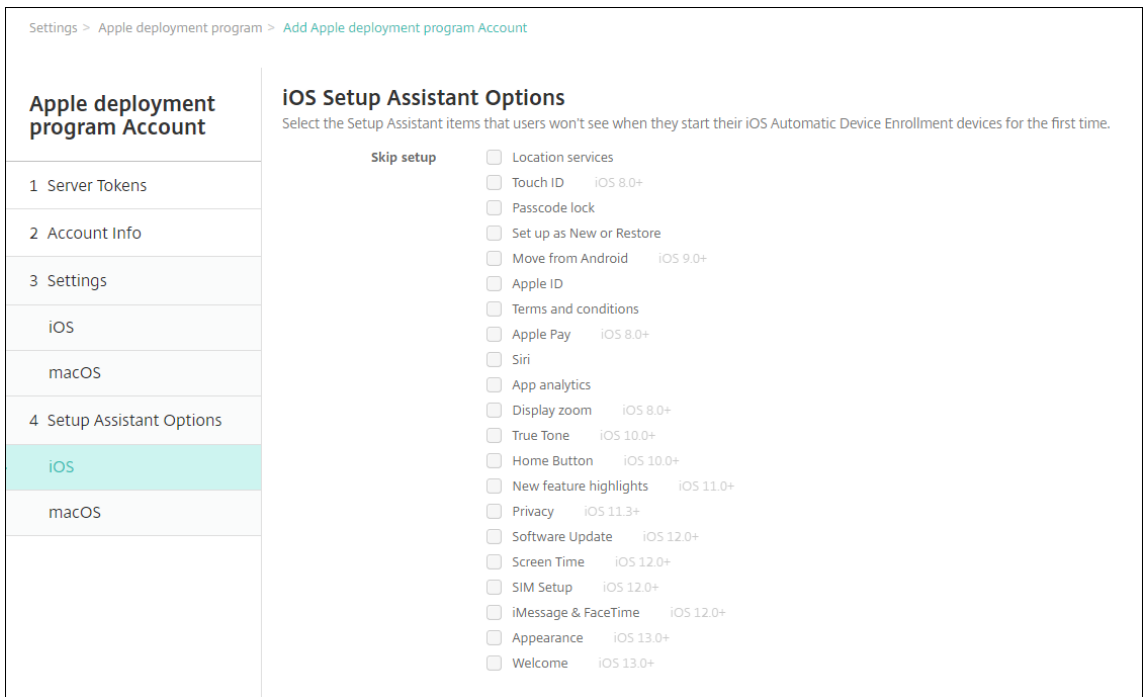 Settings > Apple deployment program > Add Apple deployment program Account
Apple deployment
program Account
1 Server Tokens
2 Account Info
3 Settings
iOS
macOS
4 Setup Assistant Options
iOS
macOS
iOS Setup Assistant Options
Select the Setup Assistant items that users won't see when they start their iOS Automatic Device Enrollment devices for the first time.
Skip setup
Location services
Touch ID iOS 8.0+
Passcode lock
Set up as New or Restore
Move from Android iOS 9.0+
Apple ID
Terms and conditions
Apple Pay iOS 8.0+
Siri
App analytics
Display zoom iOS 8.0+
True Tone iOS 10.0+
Home Button iOS 10.0+
New feature highlights iOS 11.0+
Privacy iOS 11.3+
Software Update iOS 12.0+
Screen Time iOS 12.0+
SIM Setup iOS 12.0+
iMessage & FaceTime iOS 12.0+
Appearance iOS 13.0+
Welcome iOS 13.0+